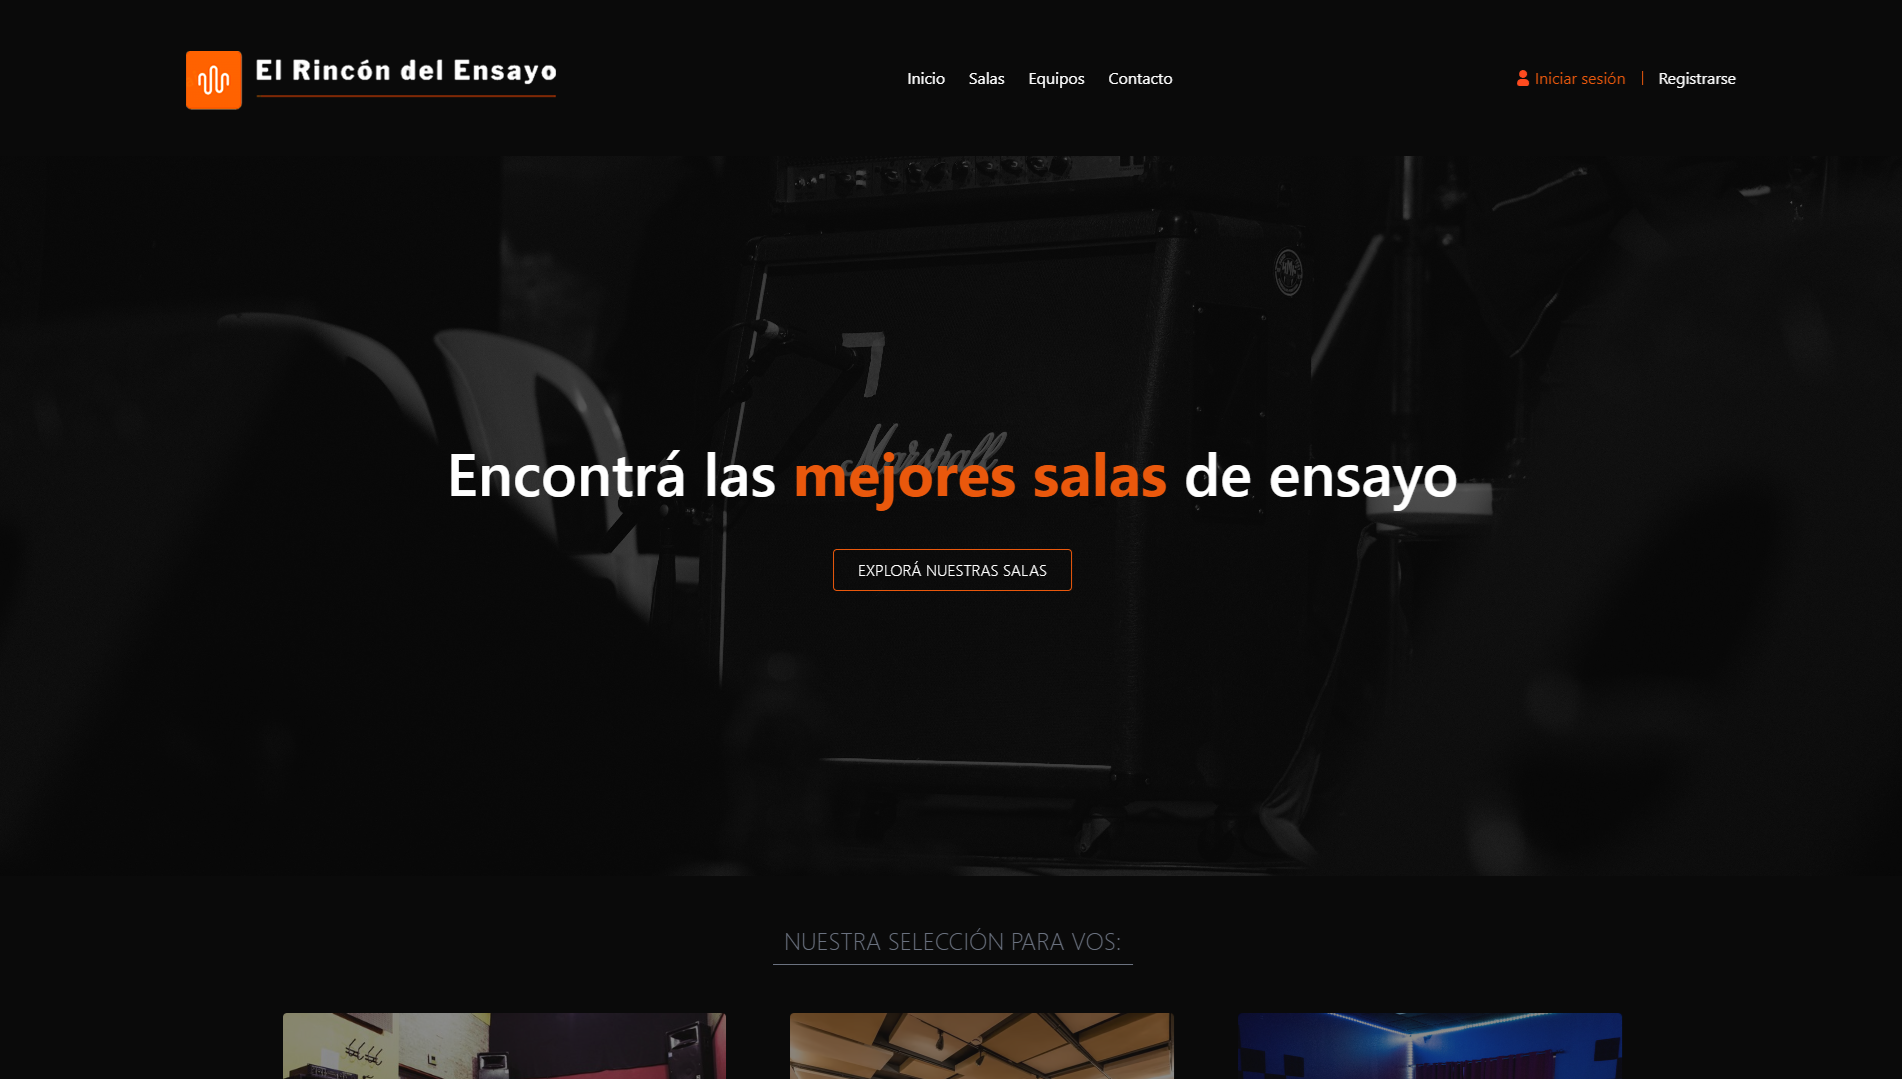 El Rincón del Ensayo
Inicio Salas Equipos Contacto
Iniciar sesión | Registrarse
Marshall
Encontrá las mejores salas de ensayo
EXPLORÁ NUESTRAS SALAS
NUESTRA SELECCIÓN PARA VOS: